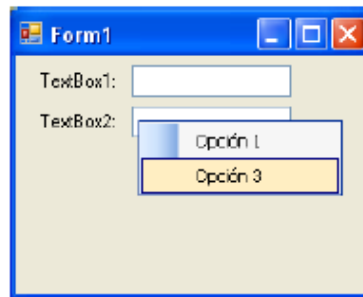 Form1
TextBox1:
TextBox2:
Opción 1
Opción 3